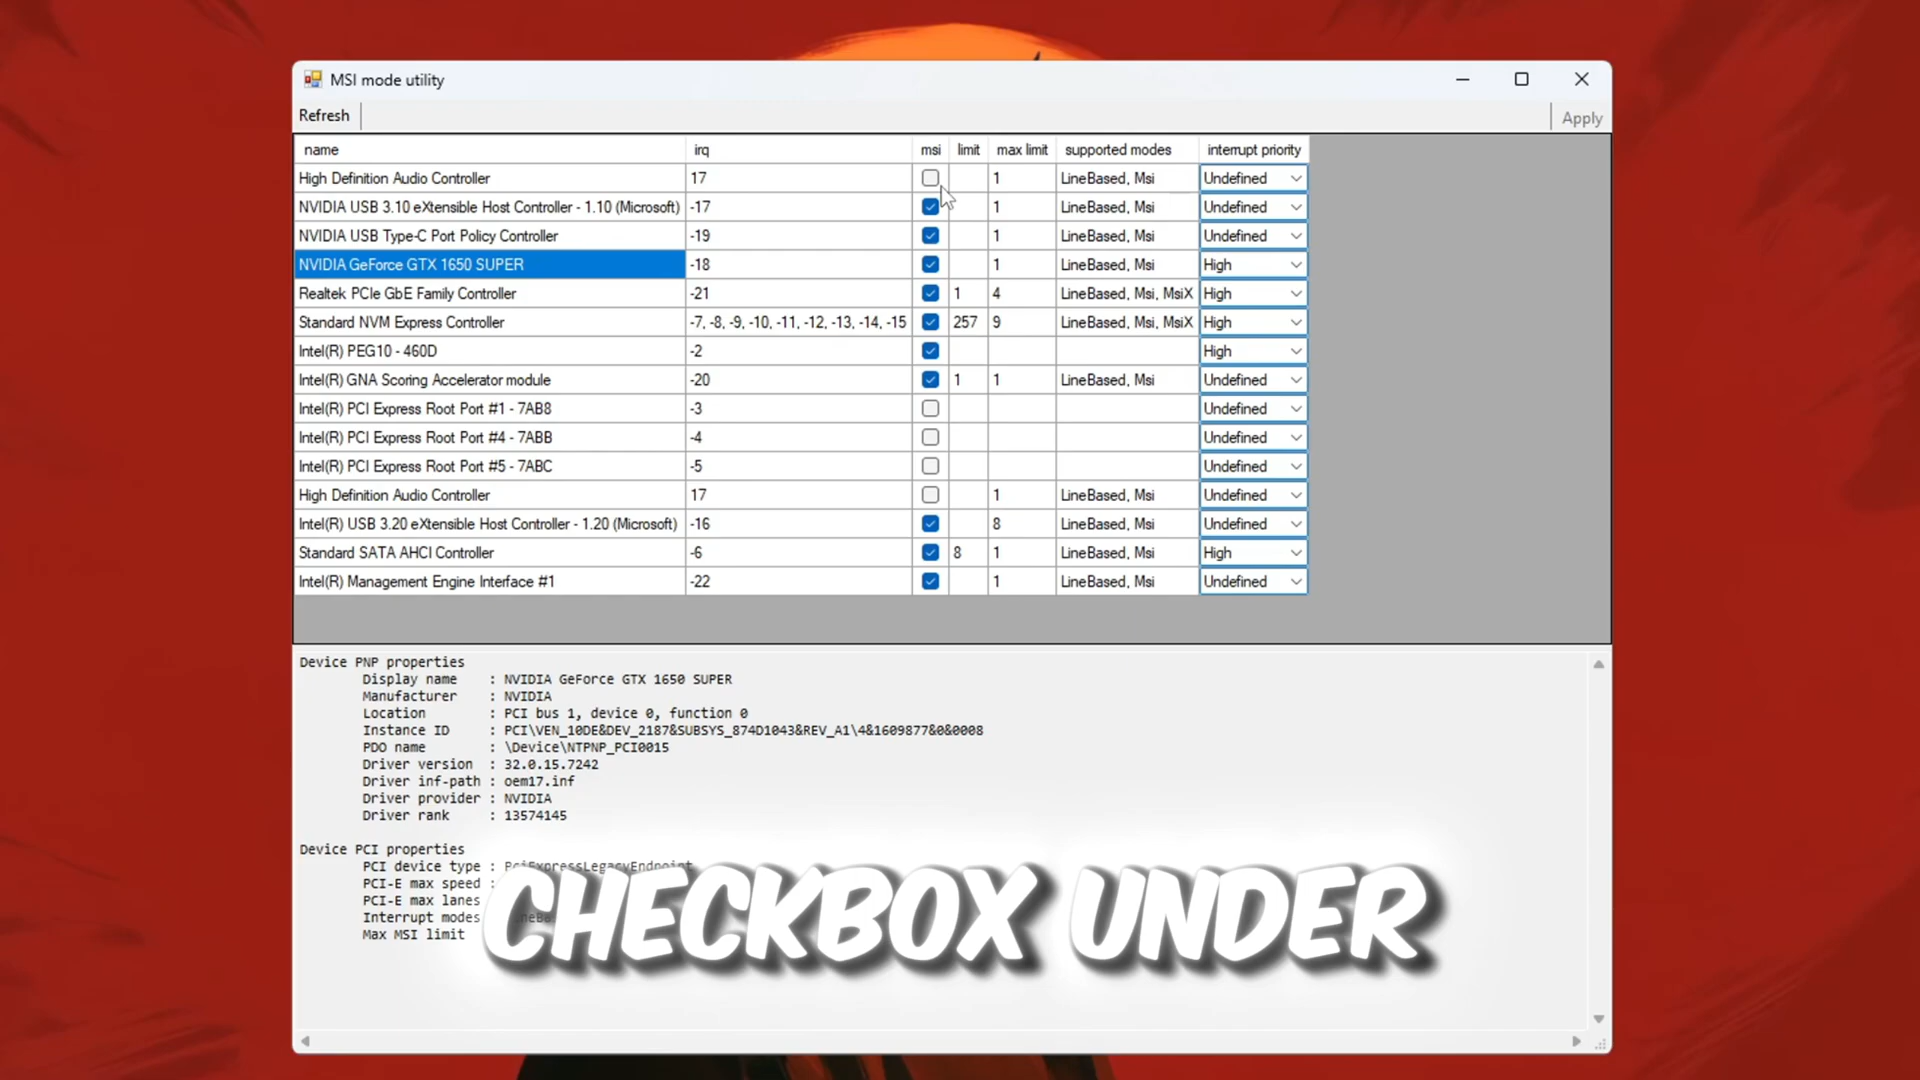 MSI mode utility
Refresh
Apply
name irq msi limit max limit supported modes interrupt priority
High Definition Audio Controller 17 1 LineBased, Msi Undefined
NVIDIA USB 3.10 eXtensible Host Controller - 1.10 (Microsoft) -17 1 LineBased, Msi Undefined
NVIDIA USB Type-C Port Policy Controller -19 1 LineBased, Msi Undefined
NVIDIA GeForce GTX 1650 SUPER -18 1 LineBased, Msi High
Realtek PCIe GbE Family Controller -21 1 4 LineBased, Msi, MsiX High
Standard NVM Express Controller -7, -8, -9, -10, -11, -12, -13, -14, -15 257 9 LineBased, Msi, MsiX High
Intel(R) PEG10 - 460D -2 High
Intel(R) GNA Scoring Accelerator module -20 1 1 LineBased, Msi Undefined
Intel(R) PCI Express Root Port #1 - 7AB8 -3 Undefined
Intel(R) PCI Express Root Port #4 - 7ABB -4 Undefined
Intel(R) PCI Express Root Port #5 - 7ABC -5 Undefined
High Definition Audio Controller 17 1 LineBased, Msi Undefined
Intel(R) USB 3.20 eXtensible Host Controller - 1.20 (Microsoft) -16 8 LineBased, Msi Undefined
Standard SATA AHCI Controller -6 8 1 LineBased, Msi High
Intel(R) Management Engine Interface #1 -22 1 LineBased, Msi Undefined
Device PNP properties
Display name : NVIDIA GeForce GTX 1650 SUPER
Manufacturer : NVIDIA
Location : PCI bus 1, device 0, function 0
Instance ID : PCI\VEN_10DE&DEV_2187&SUBSYS_874D1043&REV_A1\4&1609877&0&0008
PDO name : \Device\NTPNP_PCI0015
Driver version : 32.0.15.7242
Driver inf-path : oem17.inf
Driver provider : NVIDIA
Driver rank : 13574145
Device PCI properties
PCI device type : PciExpressLegacyEndpoint
PCI-E max speed :
PCI-E max lanes
Interrupt modes
Max MSI limit
CHECKBOX UNDER